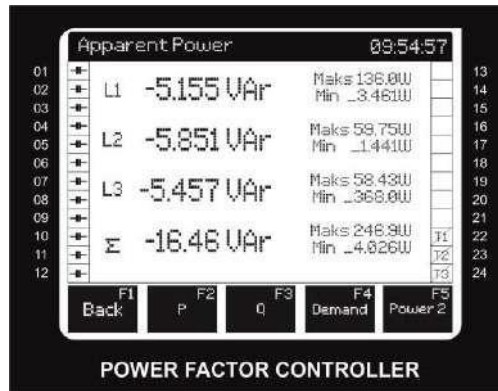 Apparent Power 09:54:57
01
02
03
04
05
06
07
08
09
10
11
12
L1 -5.155 VAr Maks 136.0W
Min _3.461W
L2 -5.851 VAr Maks 59.75W
Min _1.441W
L3 -5.457 VAr Maks 58.43W
Min _368.0W
Σ -16.46 VAr Maks 246.9W
Min _4.026W
13
14
15
16
17
18
19
20
21
T1 22
T2 23
T3 24
F1 F2 F3 F4 F5
Back P Q Demand Power 2
POWER FACTOR CONTROLLER